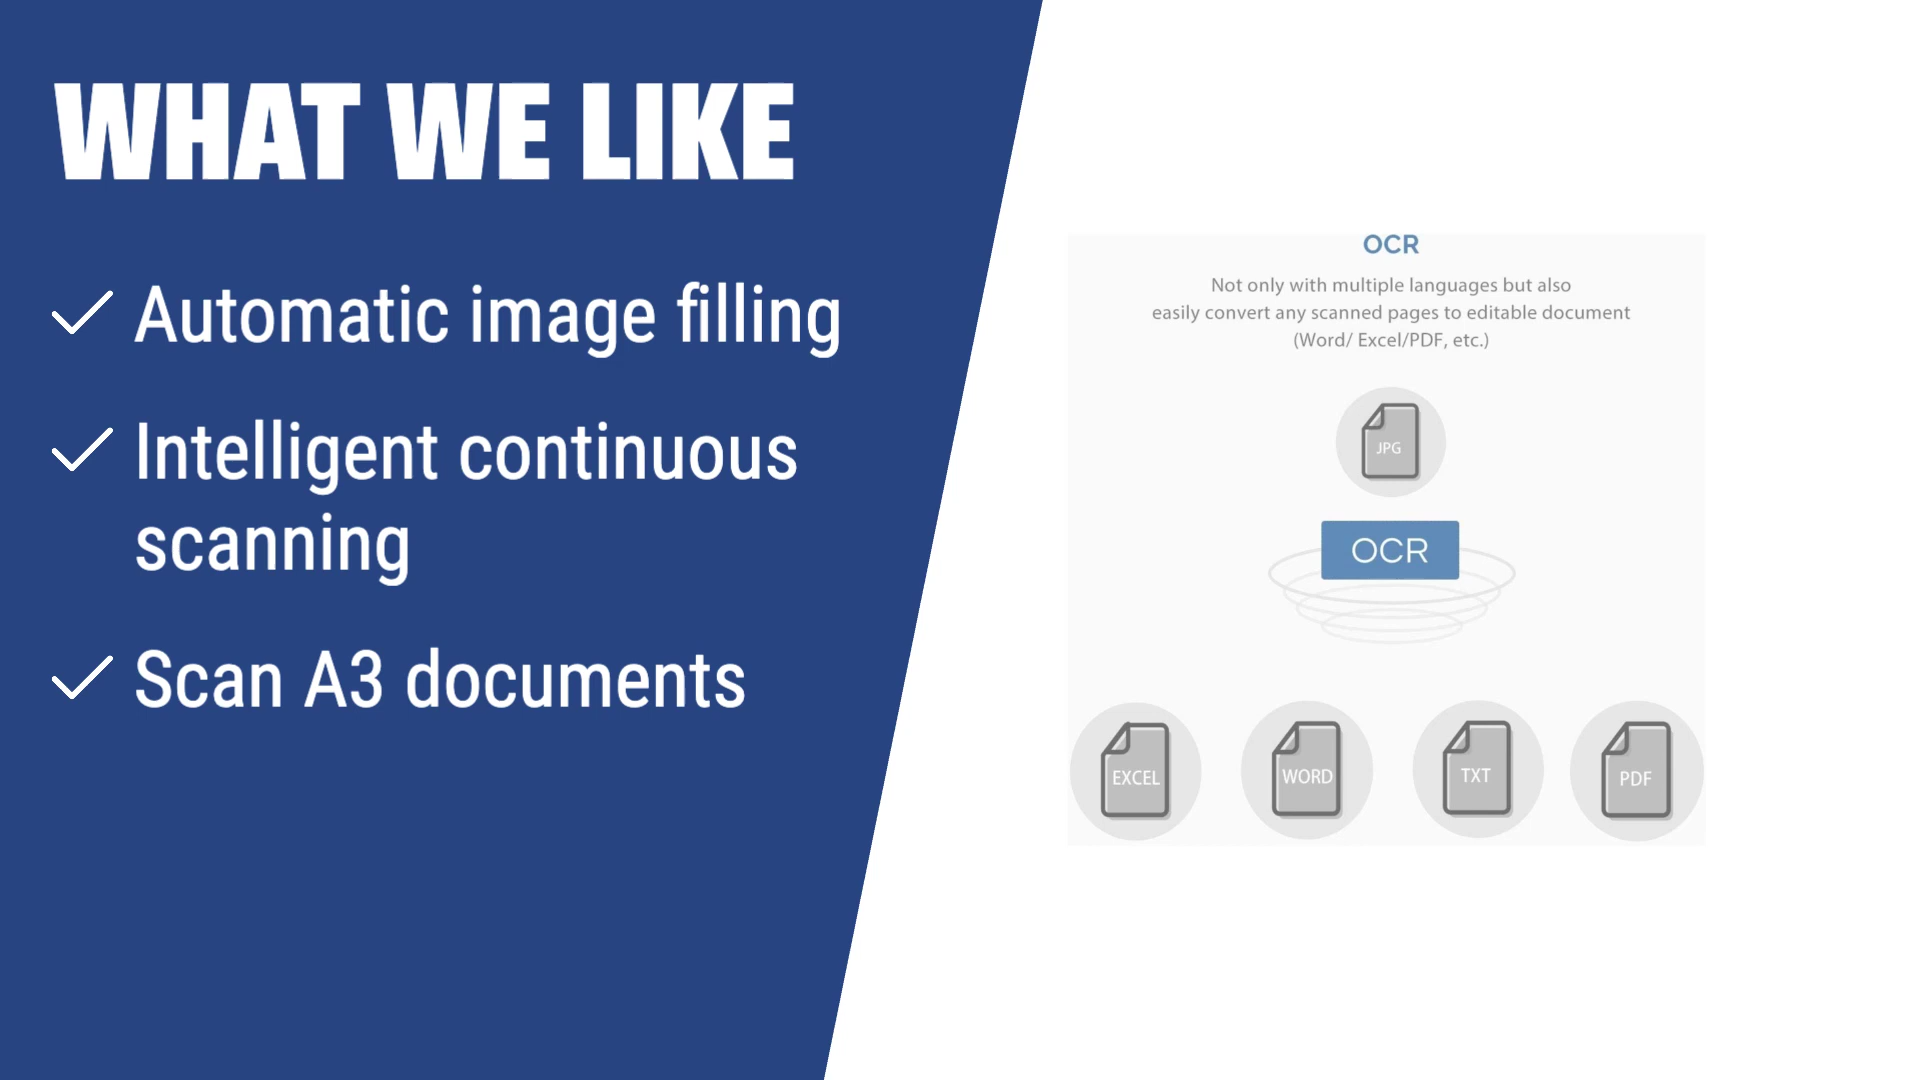 WHAT WE LIKE
Automatic image filling
Intelligent continuous
scanning
Scan A3 documents
OCR
Not only with multiple languages but also
easily convert any scanned pages to editable document
(Word/ Excel/PDF, etc.)
JPG
OCR
EXCEL
WORD
TXT
PDF